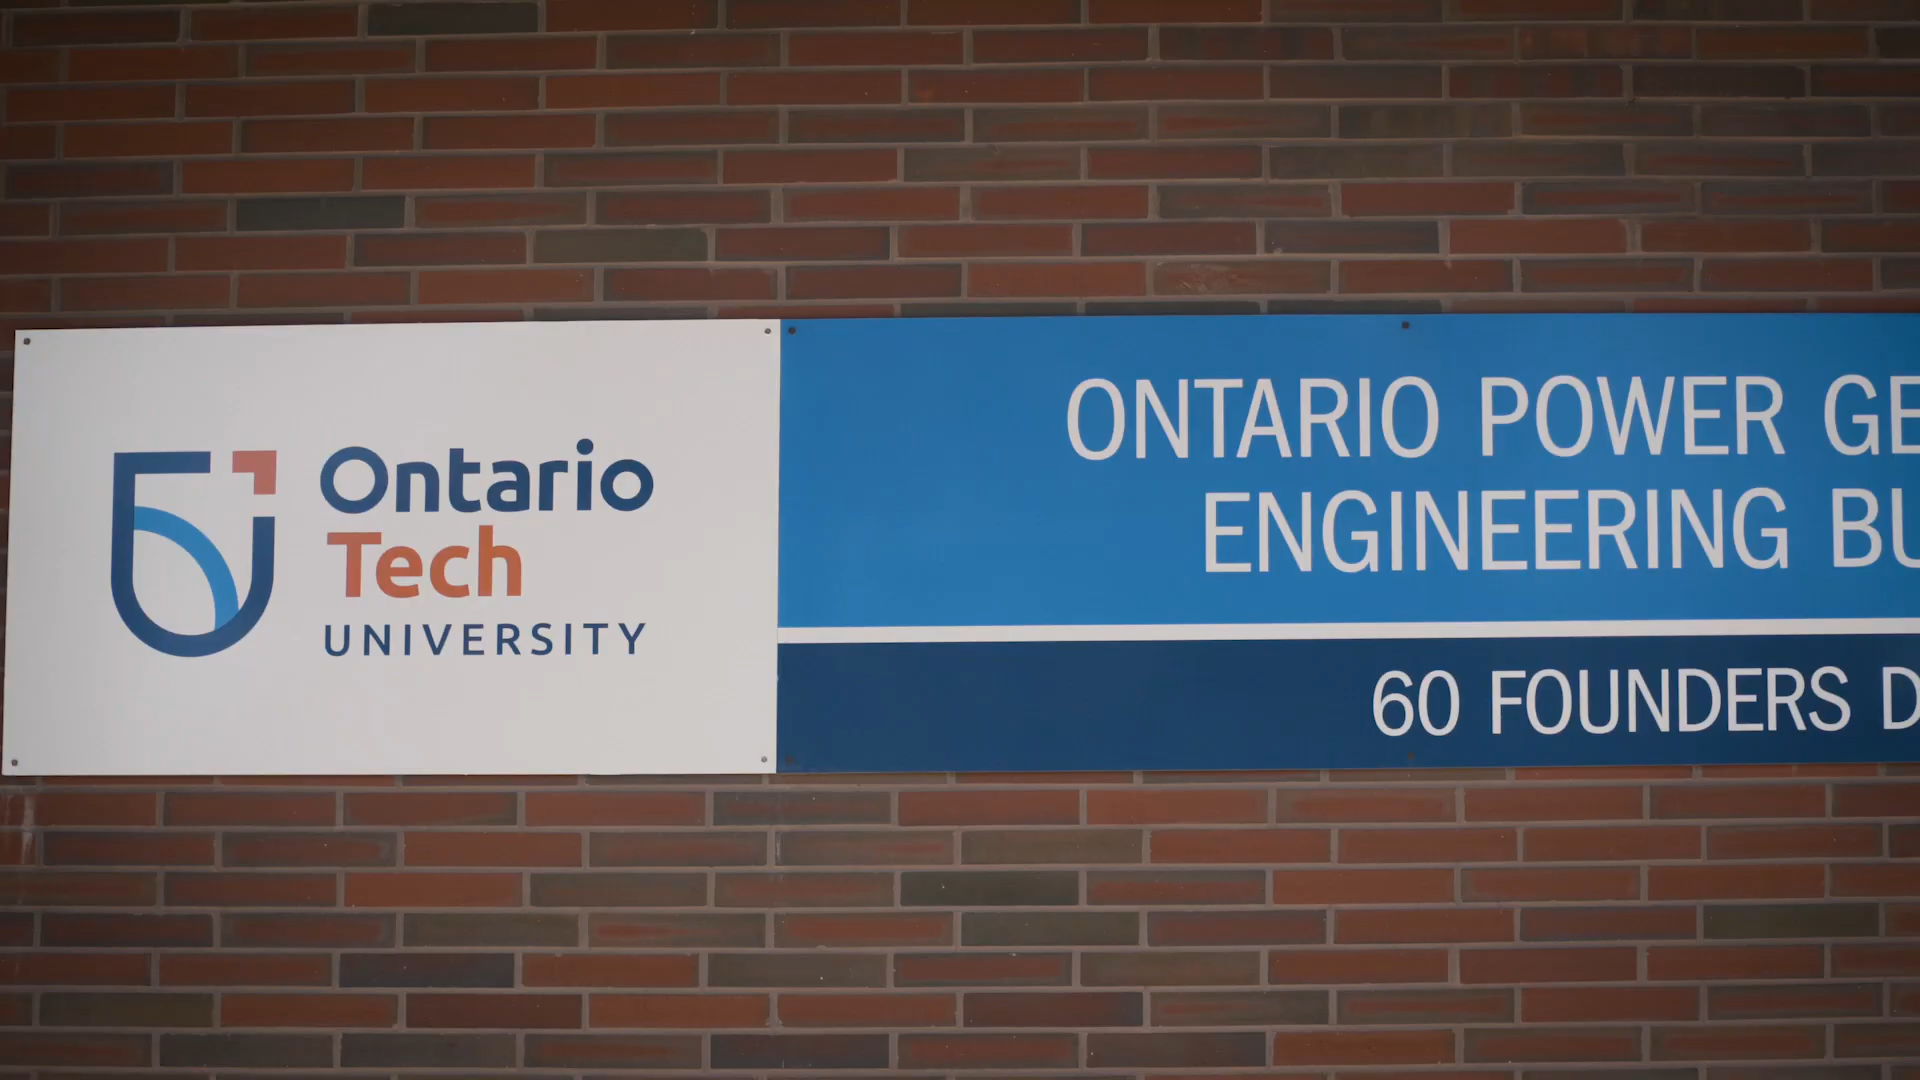 Ontario
Tech
UNIVERSITY
ONTARIO POWER GE
ENGINEERING BU
60 FOUNDERS D